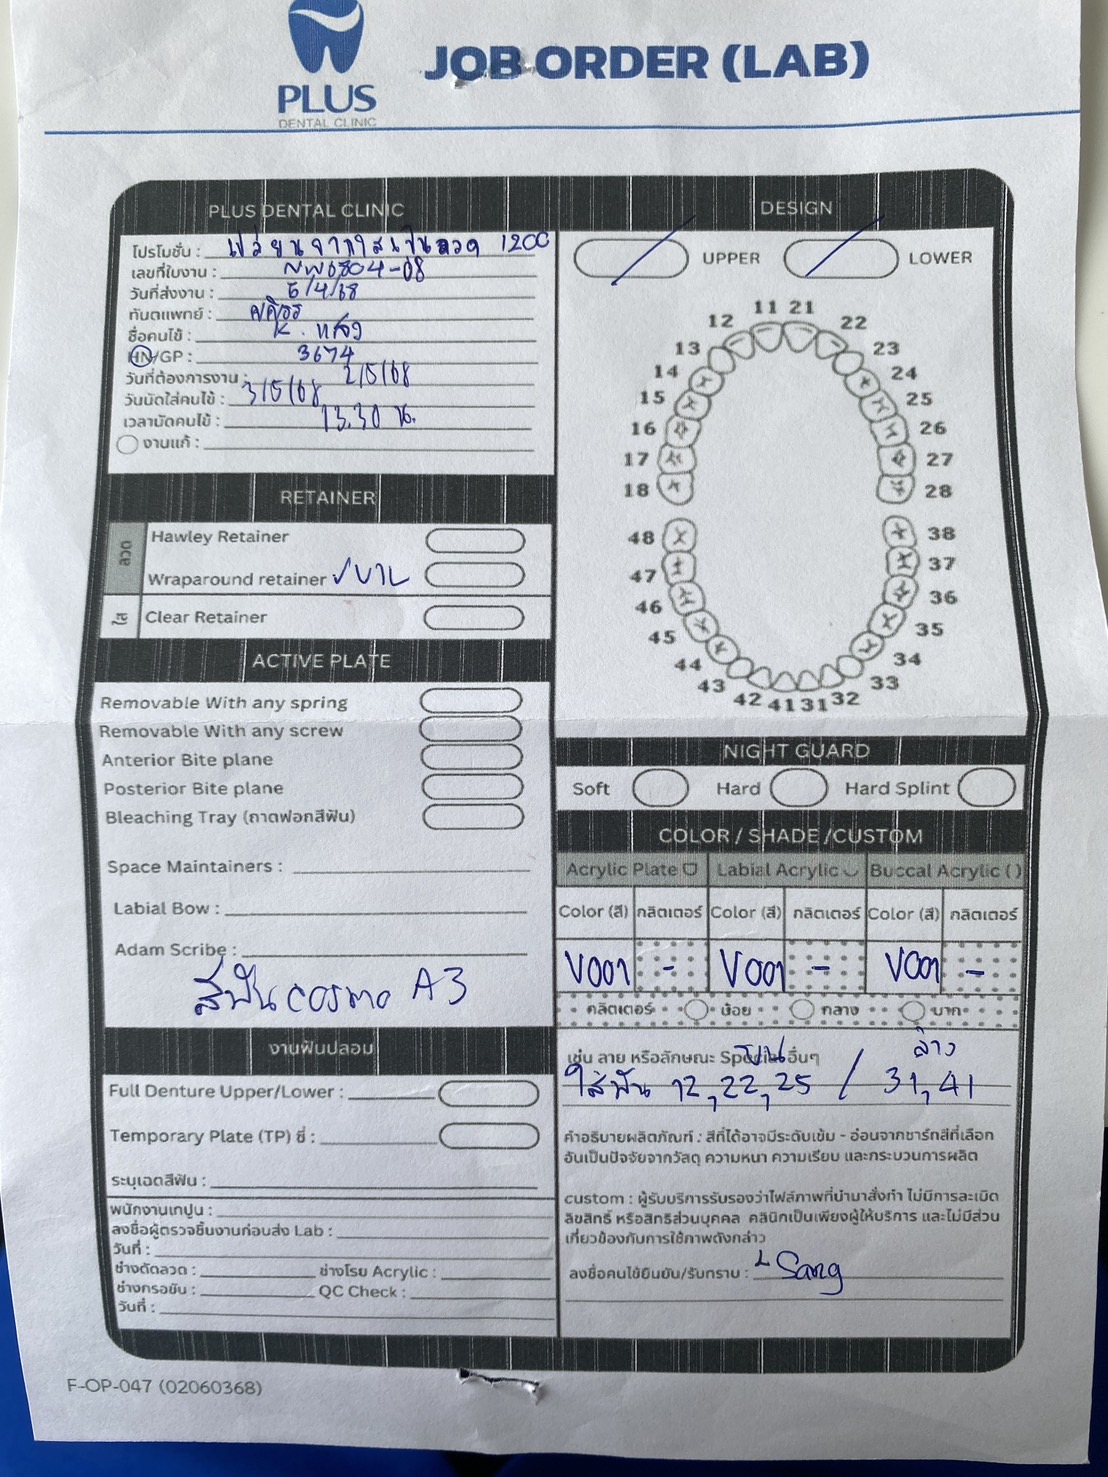 PLUS
DENTAL CLINIC
JOB ORDER (LAB)
PLUS DENTAL CLINIC
โปรโมชั่น : เปลี่ยนจากใสเป็นลวด 1200
เลขที่ใบงาน : 6804-08
วันที่ส่งงาน : 5/4/68
ทันตแพทย์ :
ชื่อคนไข้ : K. แสง
HN/GP : 3674
วันที่ต้องการงาน : 2/5/68
วันนัดใส่คนไข้ : 3/5/68
เวลานัดคนไข้ : 13.30 น.
งานแก้ :
RETAINER
ลวด
Hawley Retainer
Wraparound retainer ✓ บน
ใส
Clear Retainer
ACTIVE PLATE
Removable With any spring
Removable With any screw
Anterior Bite plane
Posterior Bite plane
Bleaching Tray (ถาดฟอกสีฟัน)
Space Maintainers :
Labial Bow :
Adam Scribe :
สีฟัน cosmo A3
งานฟันปลอม
Full Denture Upper/Lower :
Temporary Plate (TP) ซี่ :
ระบุเฉดสีฟัน :
พนักงานเทปูน :
ลงชื่อผู้ตรวจชิ้นงานก่อนส่ง Lab :
วันที่ :
ช่างดัดลวด : ช่างโรย Acrylic :
ช่างกรอขัน : QC Check :
วันที่ :
DESIGN
UPPER LOWER
11 21
12 22
13 23
14 24
15 25
16 26
17 27
18 28
48 38
47 37
46 36
45 35
44 34
43 33
42 41 31 32
NIGHT GUARD
Soft Hard Hard Splint
COLOR / SHADE /CUSTOM
Acrylic Plate Labial Acrylic Buccal Acrylic ( )
Color (สี) กลิตเตอร์ Color (สี) กลิตเตอร์ Color (สี) กลิตเตอร์
V001 - V001 - V001 -
กลิตเตอร์ น้อย กลาง มาก
เช่น ลาย หรือลักษณะ Special อื่นๆ
บน ล่าง
ใส่ฟัน 12, 22, 25 / 31, 41
คำอธิบายผลิตภัณฑ์ : สีที่ได้อาจมีระดับเข้ม - อ่อนจากชาร์ทสีที่เลือก
อันเป็นปัจจัยจากวัสดุ ความหนา ความเรียบ และกระบวนการผลิต
custom : ผู้รับบริการรับรองว่าไฟล์ภาพที่นำมาสั่งทำ ไม่มีการละเมิด
ลิขสิทธิ์ หรือสิทธิส่วนบุคคล คลินิกเป็นเพียงผู้ให้บริการ และไม่มีส่วน
เกี่ยวข้องกับการใช้ภาพดังกล่าว
ลงชื่อคนไข้ยืนยัน/รับทราบ : Sang
F-OP-047 (02060368)